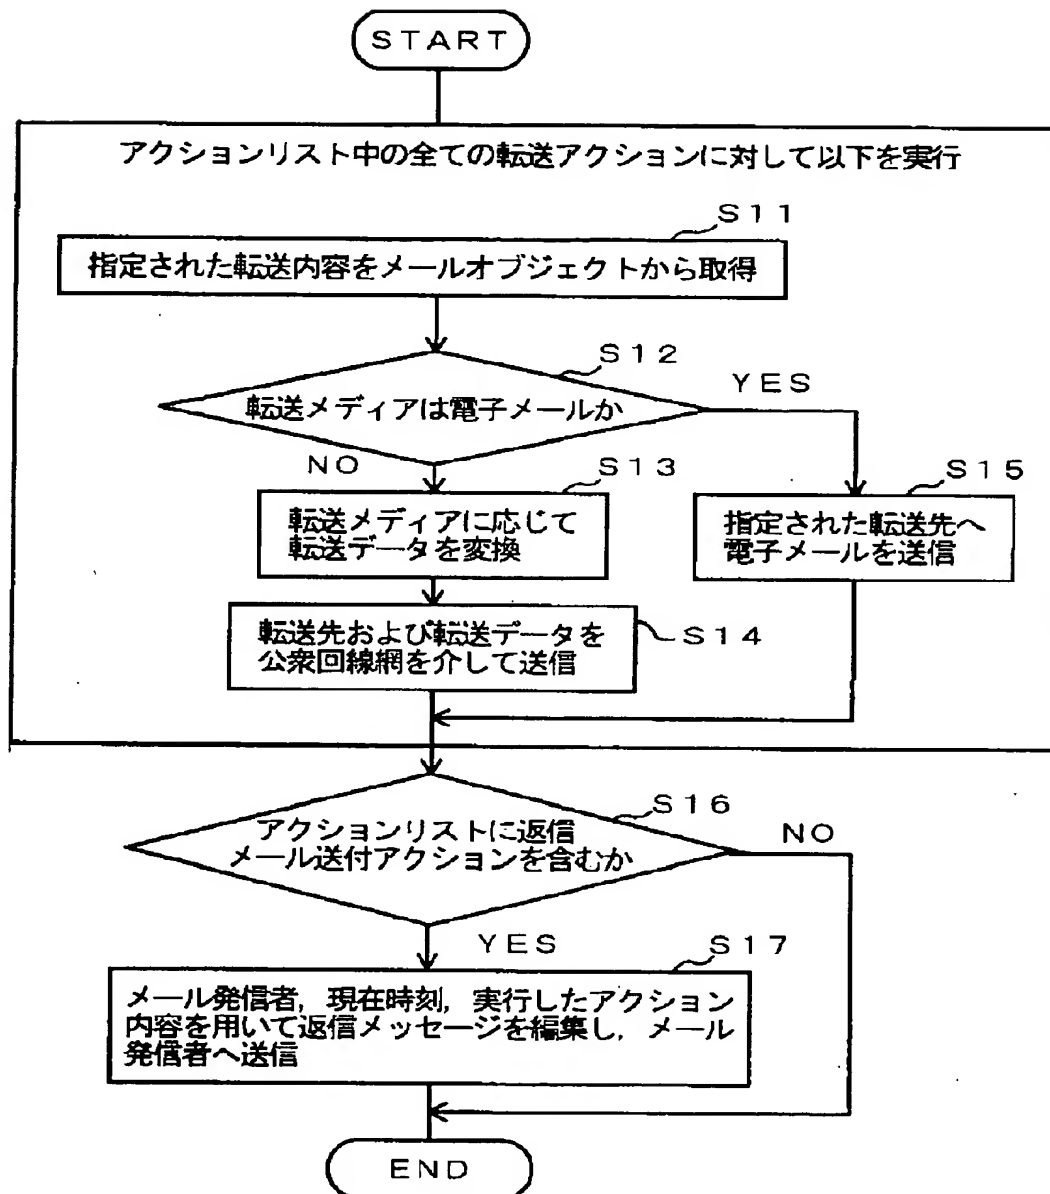 START
アクションリスト中の全ての転送アクションに対して以下を実行
S11
指定された転送内容をメールオブジェクトから取得
S12
転送メディアは電子メールか
YES
NO
S13
転送メディアに応じて
転送データを変換
S15
指定された転送先へ
電子メールを送信
転送先および転送データを
公衆回線網を介して送信
S14
S16
アクションリストに返信
メール送付アクションを含むか
NO
YES
S17
メール発信者，現在時刻，実行したアクション
内容を用いて返信メッセージを編集し，メール
発信者へ送信
END